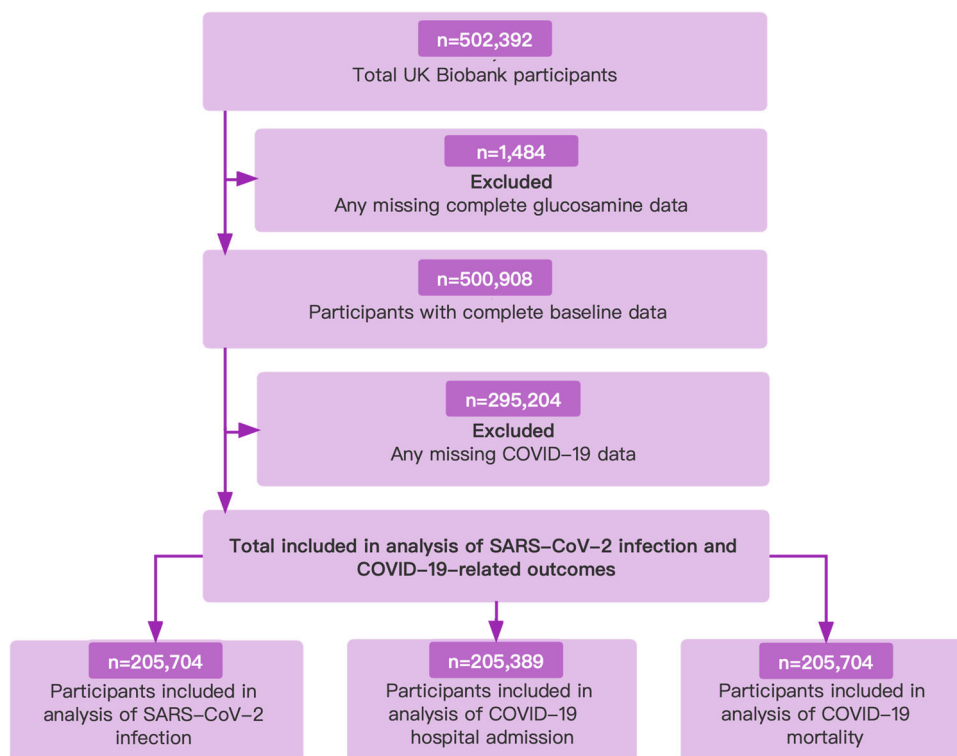 n=502,392
Total UK Biobank participants
n=1,484
Excluded
Any missing complete glucosamine data
n=500,908
Participants with complete baseline data
n=295,204
Excluded
Any missing COVID–19 data
Total included in analysis of SARS–CoV–2 infection and
COVID–19–related outcomes
n=205,704
Participants included in
analysis of SARS–CoV–2
infection
n=205,389
Participants included in
analysis of COVID–19
hospital admission
n=205,704
Participants included in
analysis of COVID–19
mortality